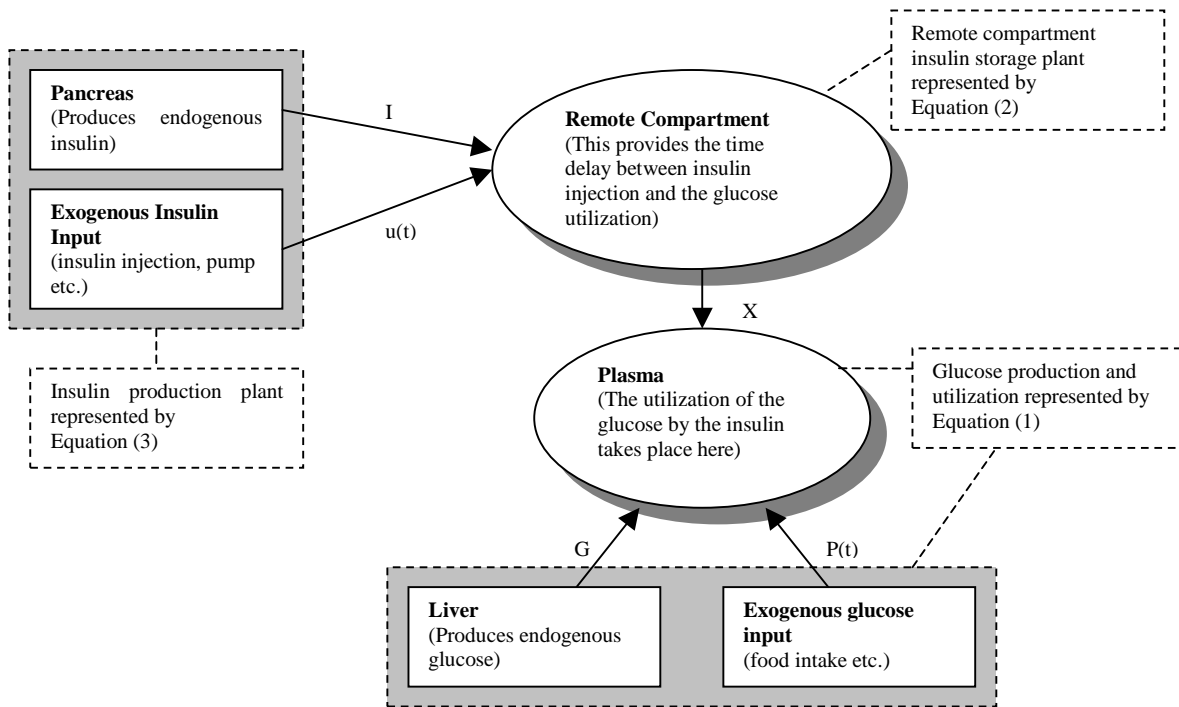 Pancreas
(Produces endogenous
insulin)
Exogenous Insulin
Input
(insulin injection, pump
etc.)
I
u(t)
Insulin production plant
represented by
Equation (3)
Remote Compartment
(This provides the time
delay between insulin
injection and the glucose
utilization)
Remote compartment
insulin storage plant
represented by
Equation (2)
X
Plasma
(The utilization of the
glucose by the insulin
takes place here)
Glucose production and
utilization represented by
Equation (1)
G
P(t)
Liver
(Produces endogenous
glucose)
Exogenous glucose
input
(food intake etc.)